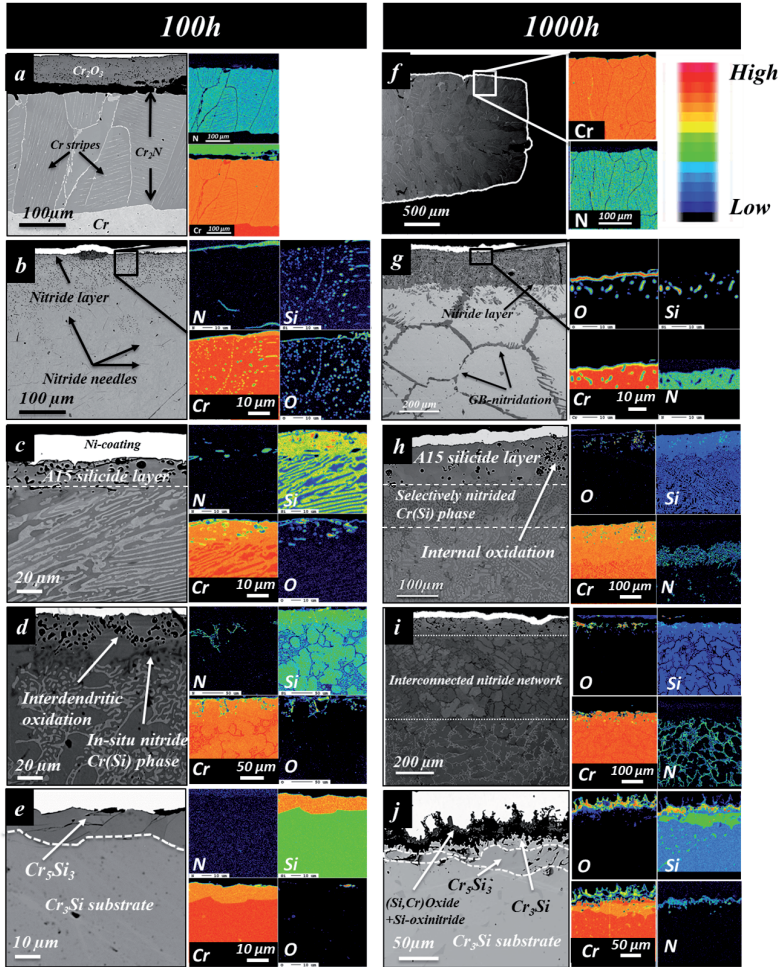 100h
1000h
a
Cr₂O₃
Cr stripes
Cr₂N
100 µm
Cr
N
100 µm
Cr
100 µm
f
500 µm
Cr
N
100 µm
High
Low
b
Nitride layer
Nitride needles
100 µm
N
Si
Cr
10 µm
O
g
Nitride layer
GB-nitridation
200 µm
O
Si
Cr
10 µm
N
c
Ni-coating
A15 silicide layer
20 µm
N
Si
Cr
10 µm
O
h
A15 silicide layer
Selectively nitrided
Cr(Si) phase
Internal oxidation
100µm
O
Si
Cr
100 µm
N
d
Interdendritic
oxidation
In-situ nitride
Cr(Si) phase
20 µm
N
Si
Cr
50 µm
O
i
Interconnected nitride network
200 µm
O
Si
Cr
100 µm
N
e
Cr₅Si₃
Cr₃Si substrate
10 µm
N
Si
Cr
10 µm
O
j
Cr₅Si₃
(Si,Cr)Oxide
+Si-oxinitride
Cr₃Si
Cr₃Si substrate
50µm
O
Si
Cr
50 µm
N